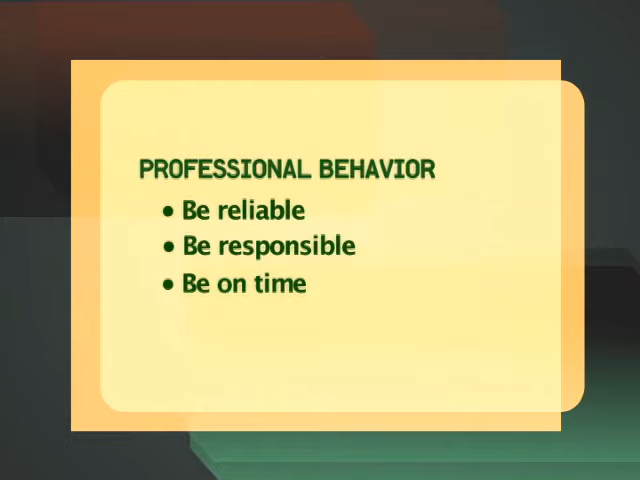 PROFESSIONAL BEHAVIOR
• Be reliable
• Be responsible
• Be on time